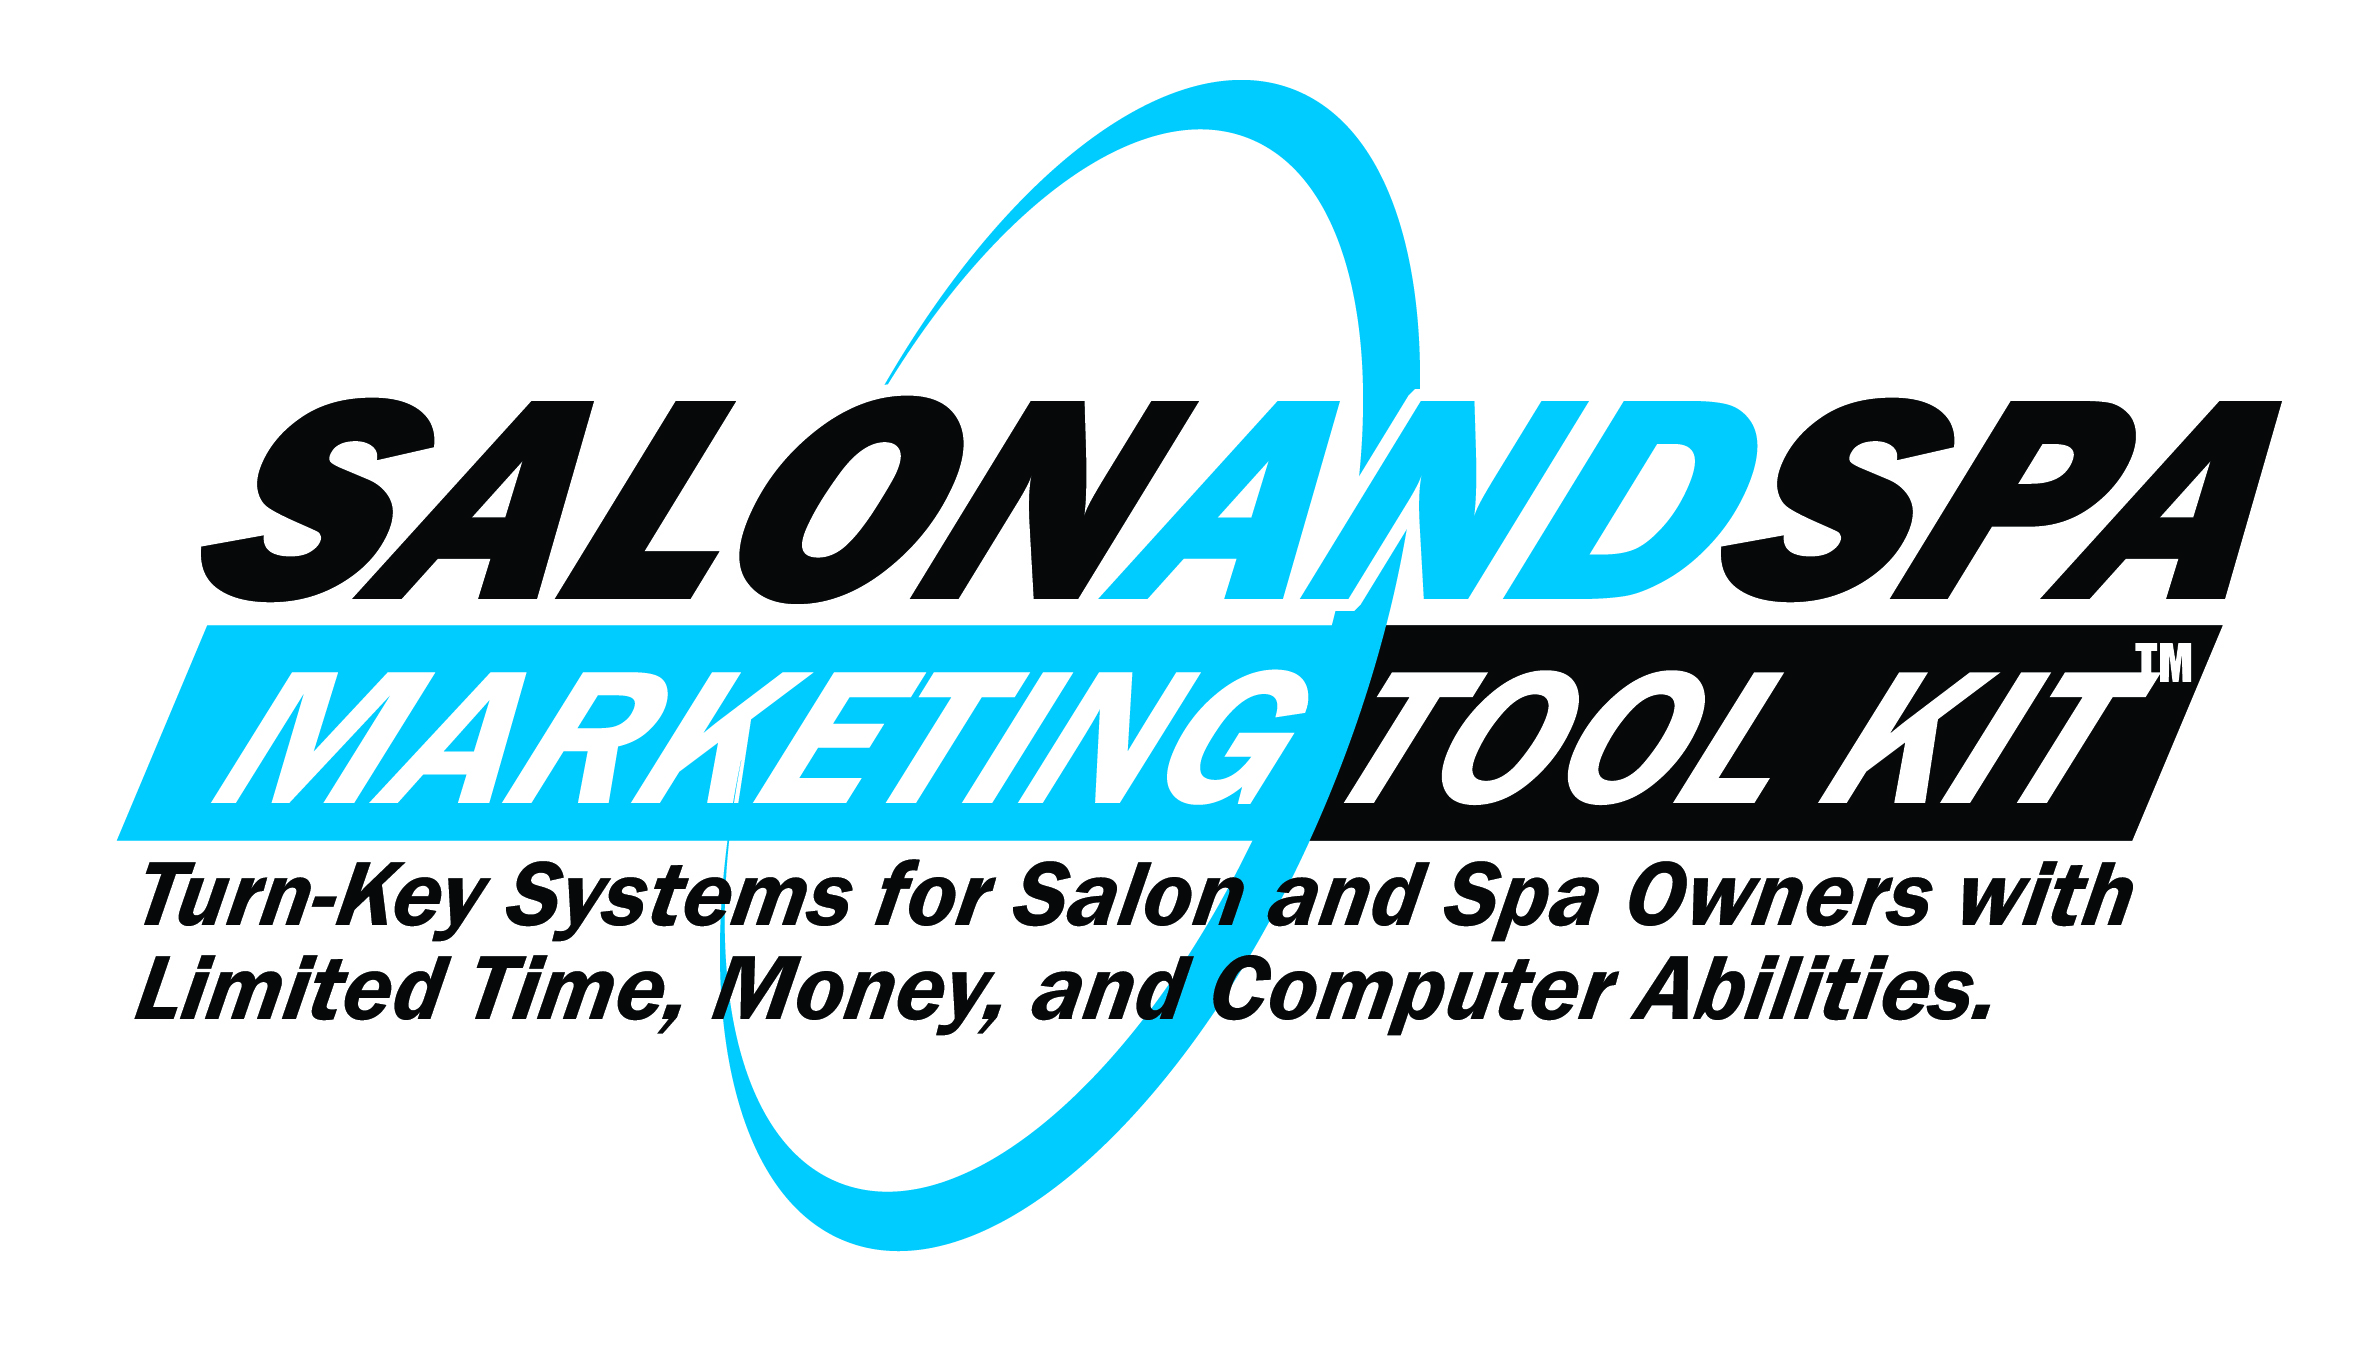 SALONANDSPA
MARKETING TOOL KIT™
Turn-Key Systems for Salon and Spa Owners with
Limited Time, Money, and Computer Abilities.